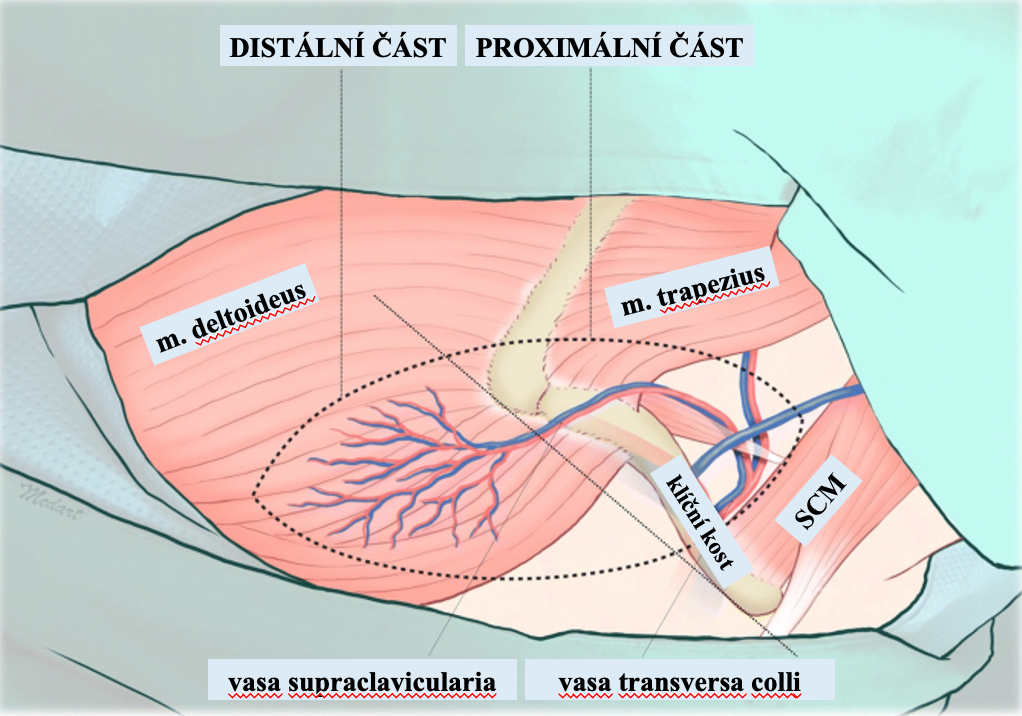 DISTÁLNÍ ČÁST
PROXIMÁLNÍ ČÁST
m. deltoideus
m. trapezius
klíční kost
SCM
Medari
vasa supraclavicularia
vasa transversa colli